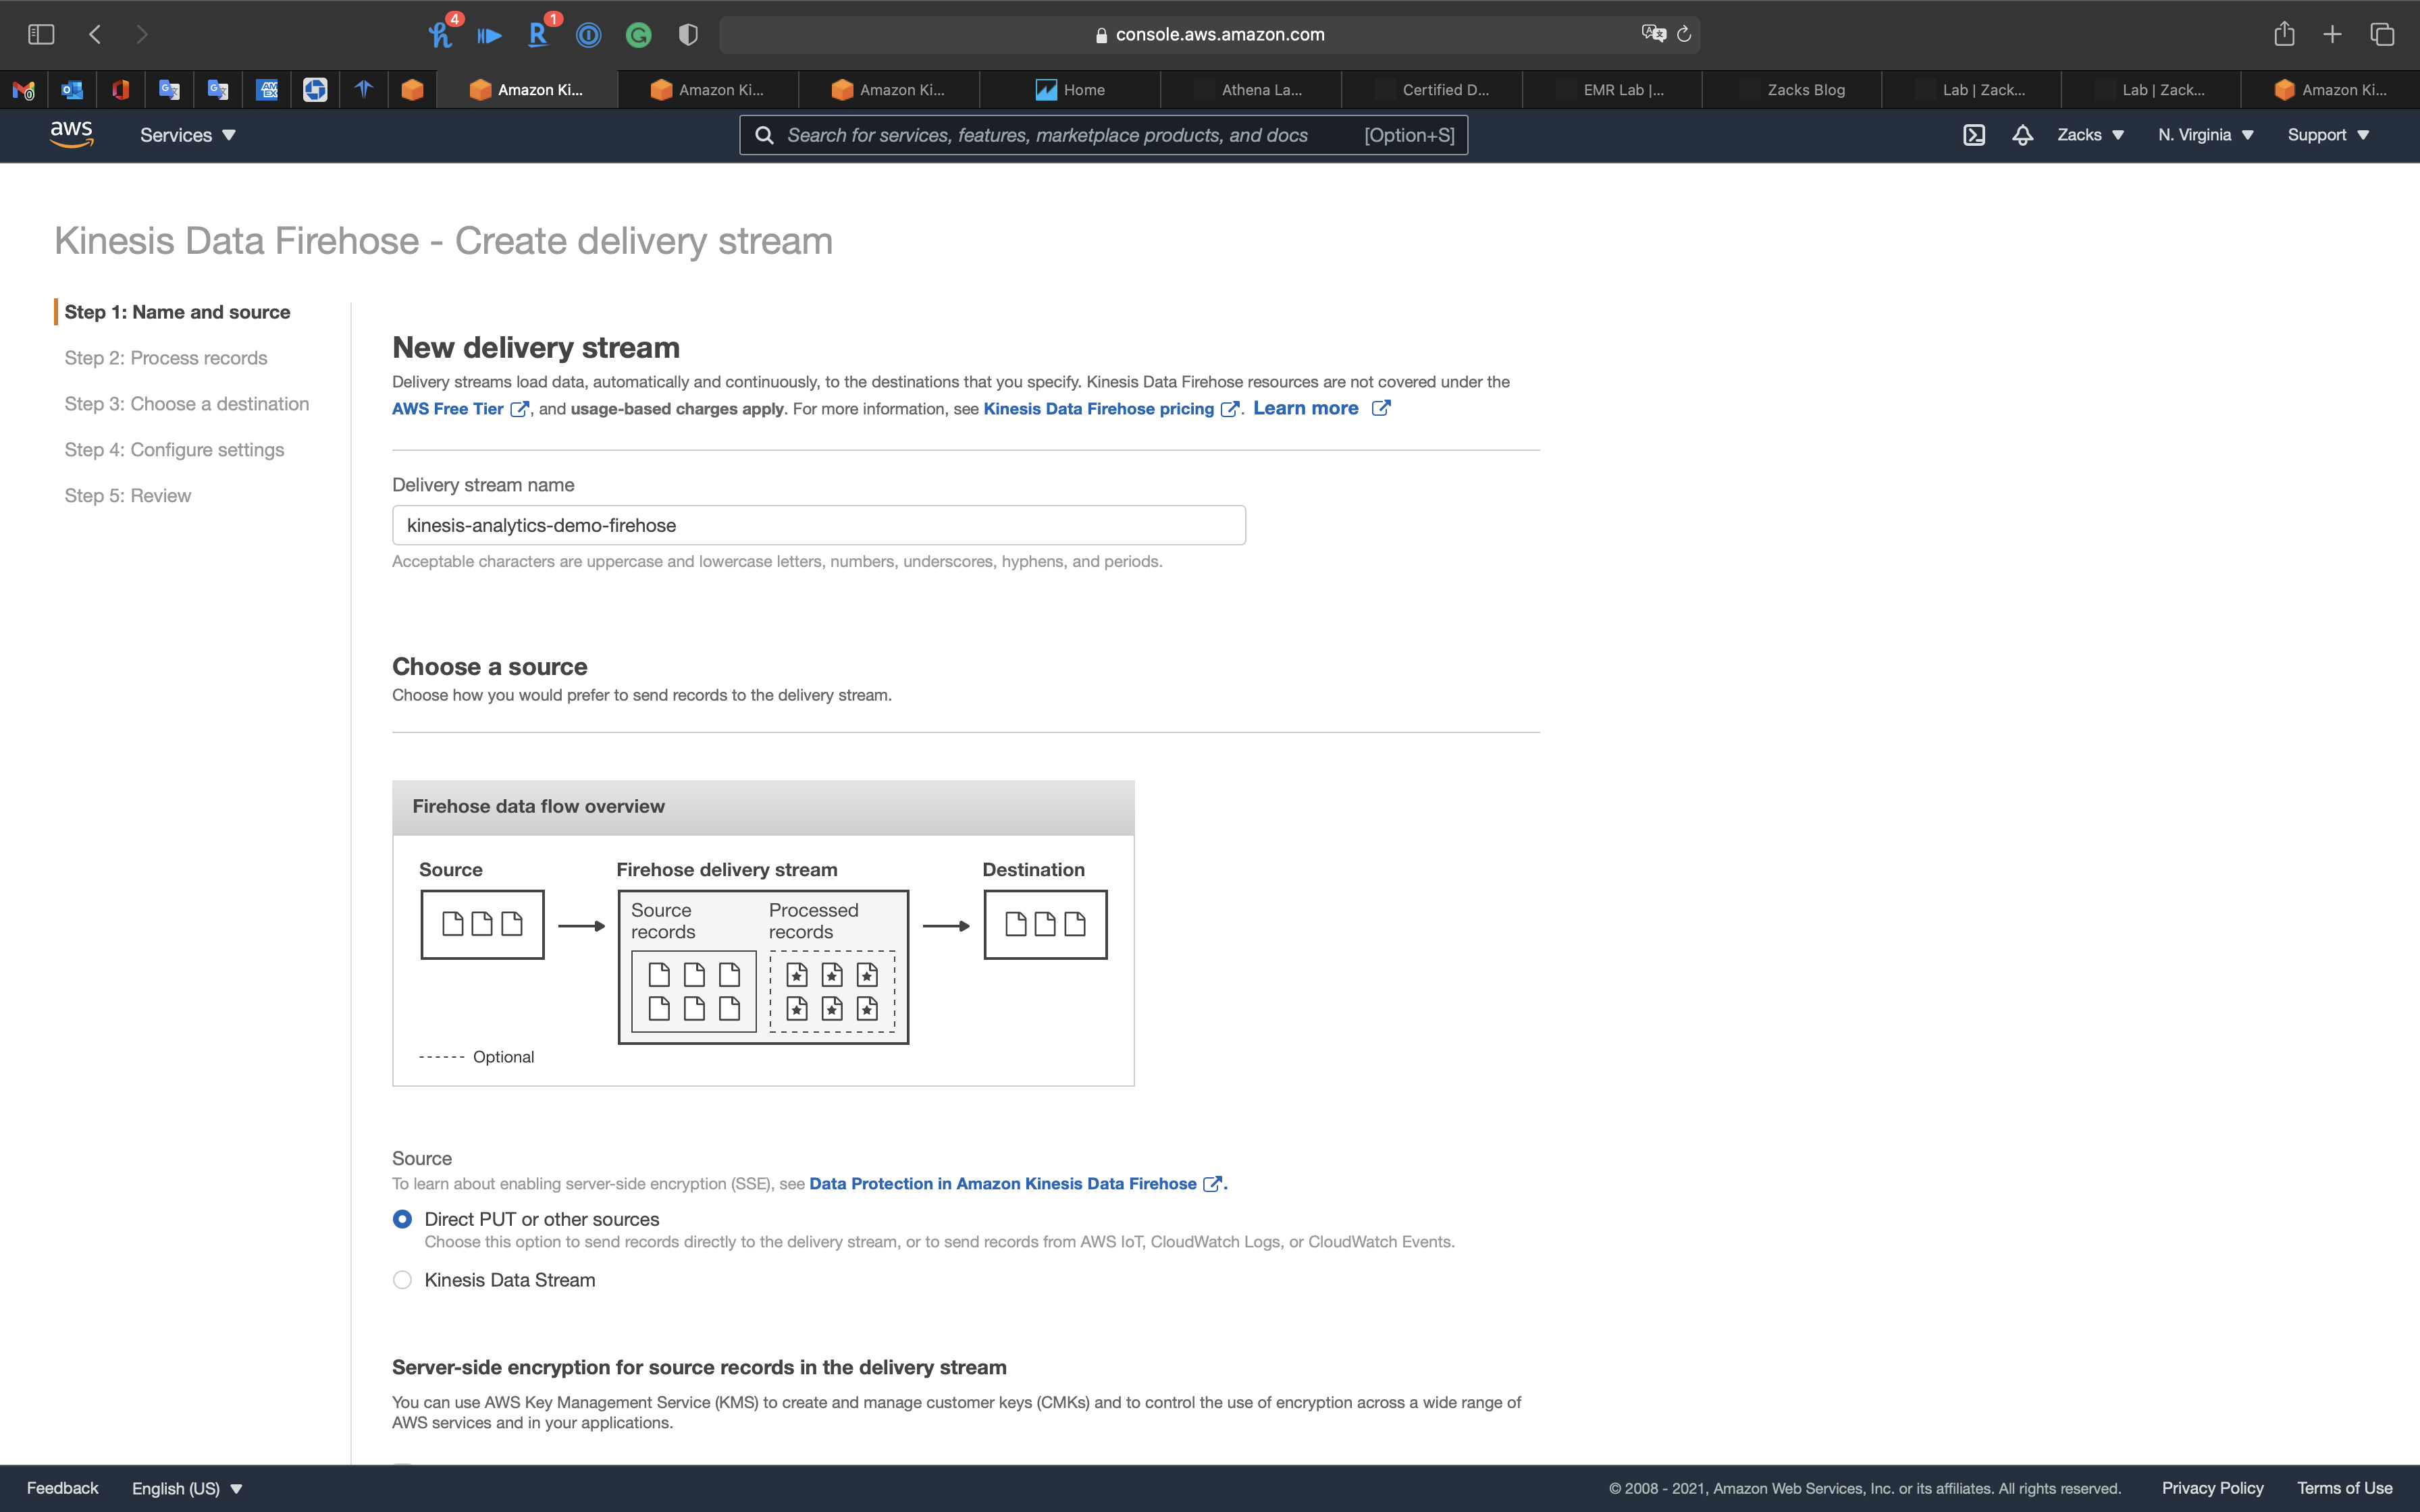 4
1
R
console.aws.amazon.com
Amazon Ki...
Amazon Ki...
Amazon Ki...
Home
Athena La...
Certified D...
EMR Lab |...
Zacks Blog
Lab | Zack...
Lab | Zack...
Amazon Ki...
aws
Services
Search for services, features, marketplace products, and docs
[Option+S]
Zacks
N. Virginia
Support
Kinesis Data Firehose - Create delivery stream
Step 1: Name and source
Step 2: Process records
Step 3: Choose a destination
Step 4: Configure settings
Step 5: Review
New delivery stream
Delivery streams load data, automatically and continuously, to the destinations that you specify. Kinesis Data Firehose resources are not covered under the
AWS Free Tier , and usage-based charges apply. For more information, see Kinesis Data Firehose pricing . Learn more
Delivery stream name
kinesis-analytics-demo-firehose
Acceptable characters are uppercase and lowercase letters, numbers, underscores, hyphens, and periods.
Choose a source
Choose how you would prefer to send records to the delivery stream.
Firehose data flow overview
Source
Firehose delivery stream
Destination
Source
records
Processed
records
Optional
Source
To learn about enabling server-side encryption (SSE), see Data Protection in Amazon Kinesis Data Firehose .
Direct PUT or other sources
Choose this option to send records directly to the delivery stream, or to send records from AWS IoT, CloudWatch Logs, or CloudWatch Events.
Kinesis Data Stream
Server-side encryption for source records in the delivery stream
You can use AWS Key Management Service (KMS) to create and manage customer keys (CMKs) and to control the use of encryption across a wide range of
AWS services and in your applications.
Feedback
English (US)
© 2008 - 2021, Amazon Web Services, Inc. or its affiliates. All rights reserved.
Privacy Policy
Terms of Use